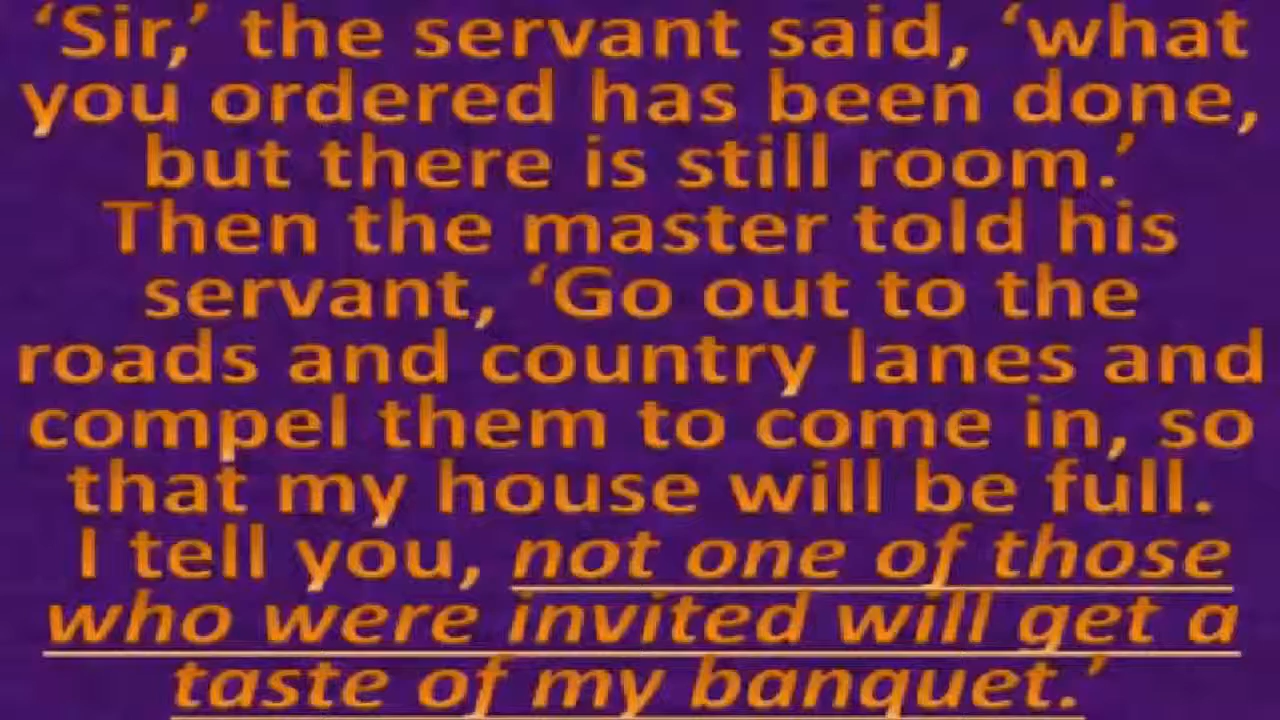 ‘Sir,’ the servant said, ‘what
you ordered has been done,
but there is still room.’
Then the master told his
servant, ‘Go out to the
roads and country lanes and
compel them to come in, so
that my house will be full.
I tell you, not one of those
who were invited will get a
taste of my banquet.’